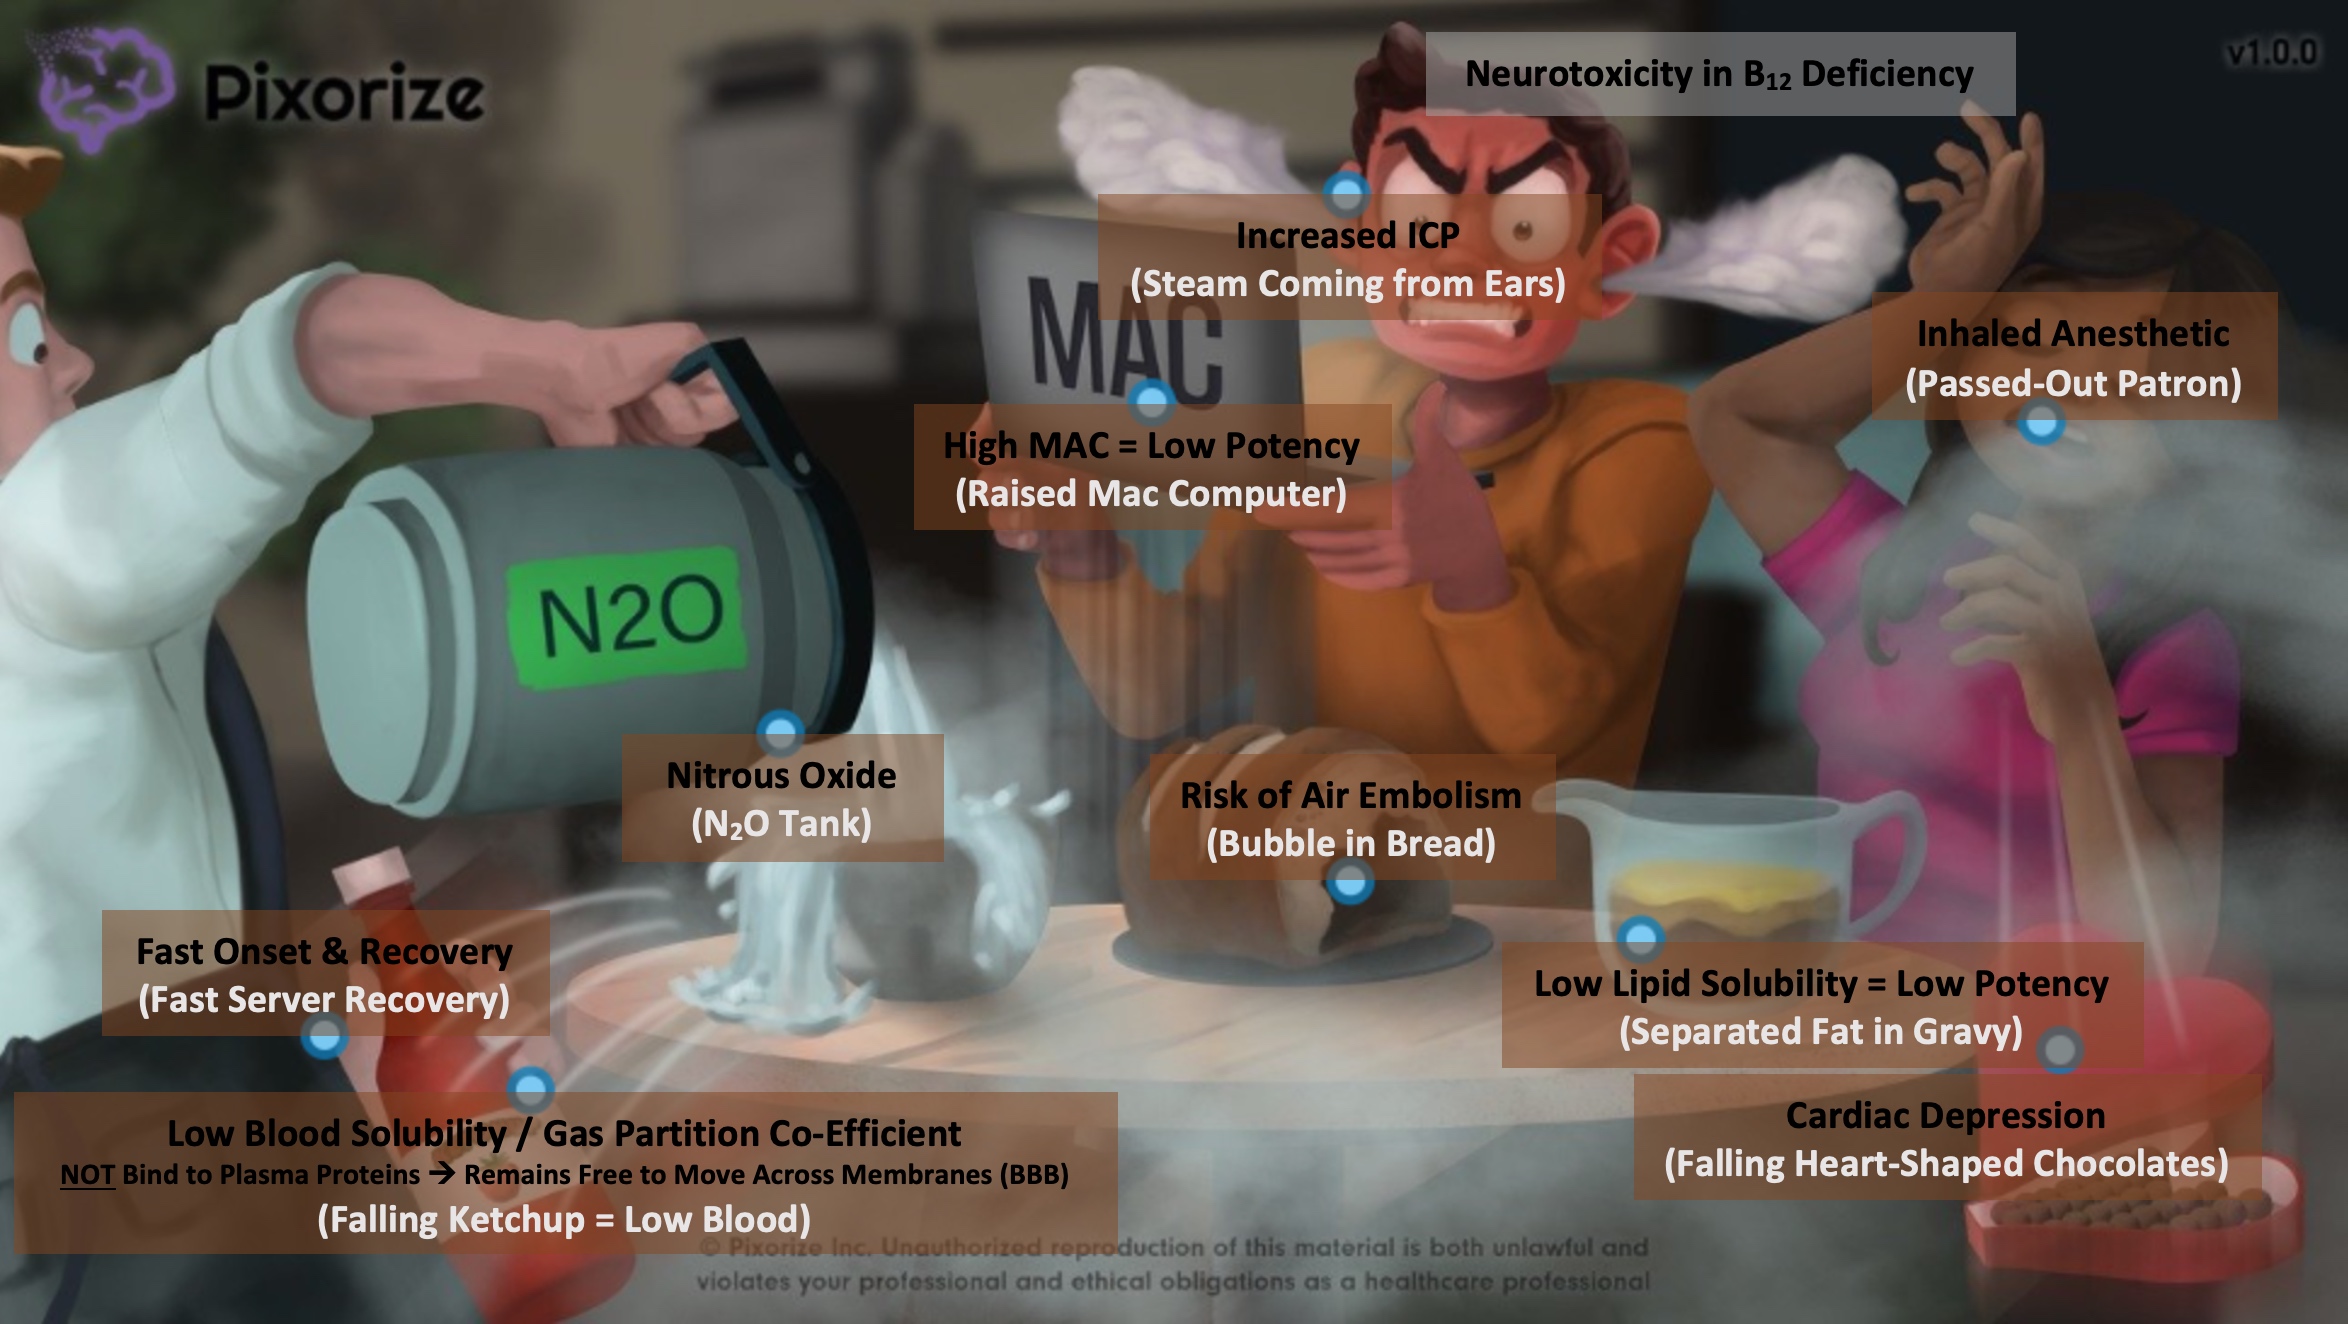 Pixorize
v1.0.0
Neurotoxicity in B₁₂ Deficiency
Increased ICP
(Steam Coming from Ears)
MAC
Inhaled Anesthetic
(Passed-Out Patron)
High MAC = Low Potency
(Raised Mac Computer)
N2O
Nitrous Oxide
(N₂O Tank)
Risk of Air Embolism
(Bubble in Bread)
Fast Onset & Recovery
(Fast Server Recovery)
Low Lipid Solubility = Low Potency
(Separated Fat in Gravy)
Cardiac Depression
(Falling Heart-Shaped Chocolates)
Low Blood Solubility / Gas Partition Co-Efficient
NOT Bind to Plasma Proteins → Remains Free to Move Across Membranes (BBB)
(Falling Ketchup = Low Blood)
© Pixorize Inc. Unauthorized reproduction of this material is both unlawful and
violates your professional and ethical obligations as a healthcare professional